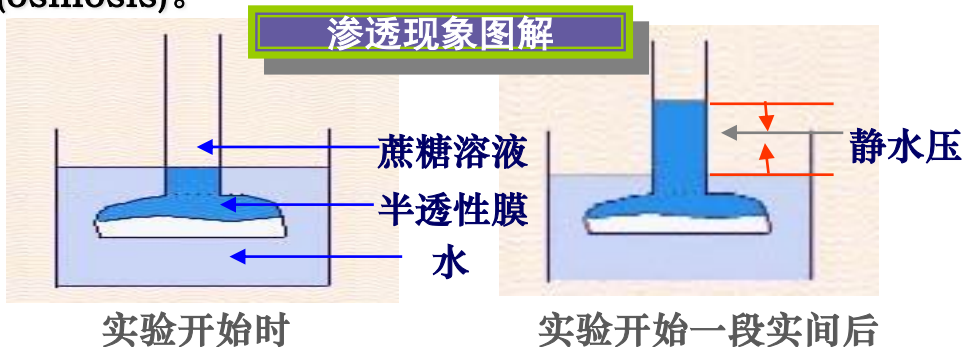 (osmosis)。
渗透现象图解
蔗糖溶液
静水压
半透性膜
水
实验开始时
实验开始一段实间后